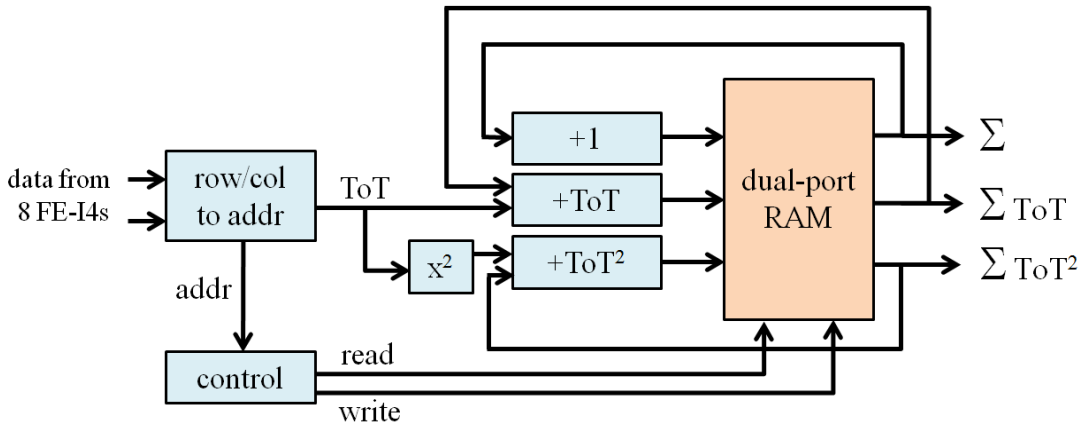 data from
8 FE-I4s
row/col
to addr
ToT
x²
addr
control
read
write
+1
+ToT
+ToT²
dual-port
RAM
∑
∑ ToT
∑ ToT²